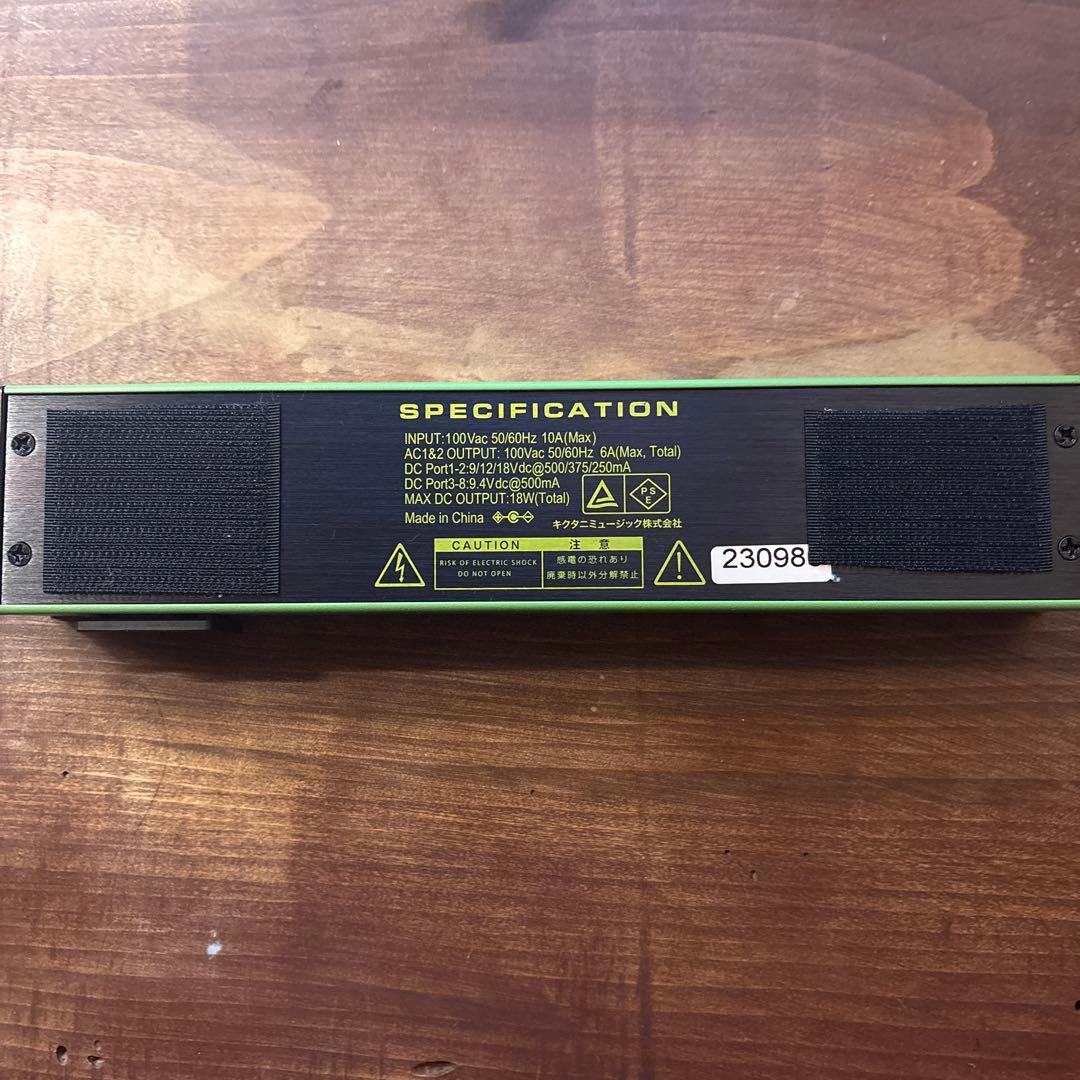 SPECIFICATION
INPUT:100Vac 50/60Hz 10A(Max)
AC1&2 OUTPUT: 100Vac 50/60Hz 6A(Max, Total)
DC Port1-2:9/12/18Vdc@500/375/250mA
DC Port3-8:9.4Vdc@500mA
MAX DC OUTPUT:18W(Total)
PS
E
Made in China
キクタニミュージック株式会社
CAUTION
RISK OF ELECTRIC SHOCK
DO NOT OPEN
注意
感電の恐れあり
廃棄時以外分解禁止
23098